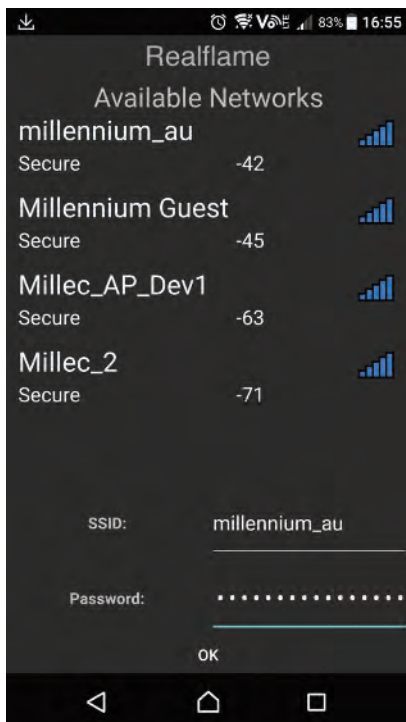 83% 16:55
Realflame
Available Networks
millennium_au
Secure -42
Millennium Guest
Secure -45
Millec_AP_Dev1
Secure -63
Millec_2
Secure -71
SSID: millennium_au
Password: ················
OK